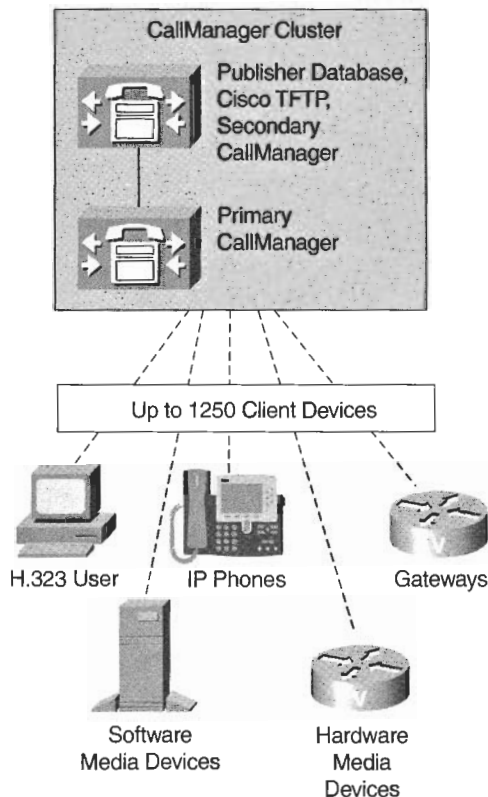 CallManager Cluster
Publisher Database,
Cisco TFTP,
Secondary
CallManager
Primary
CallManager
Up to 1250 Client Devices
H.323 User
IP Phones
Gateways
V
Software
Media Devices
Hardware
Media
Devices
V